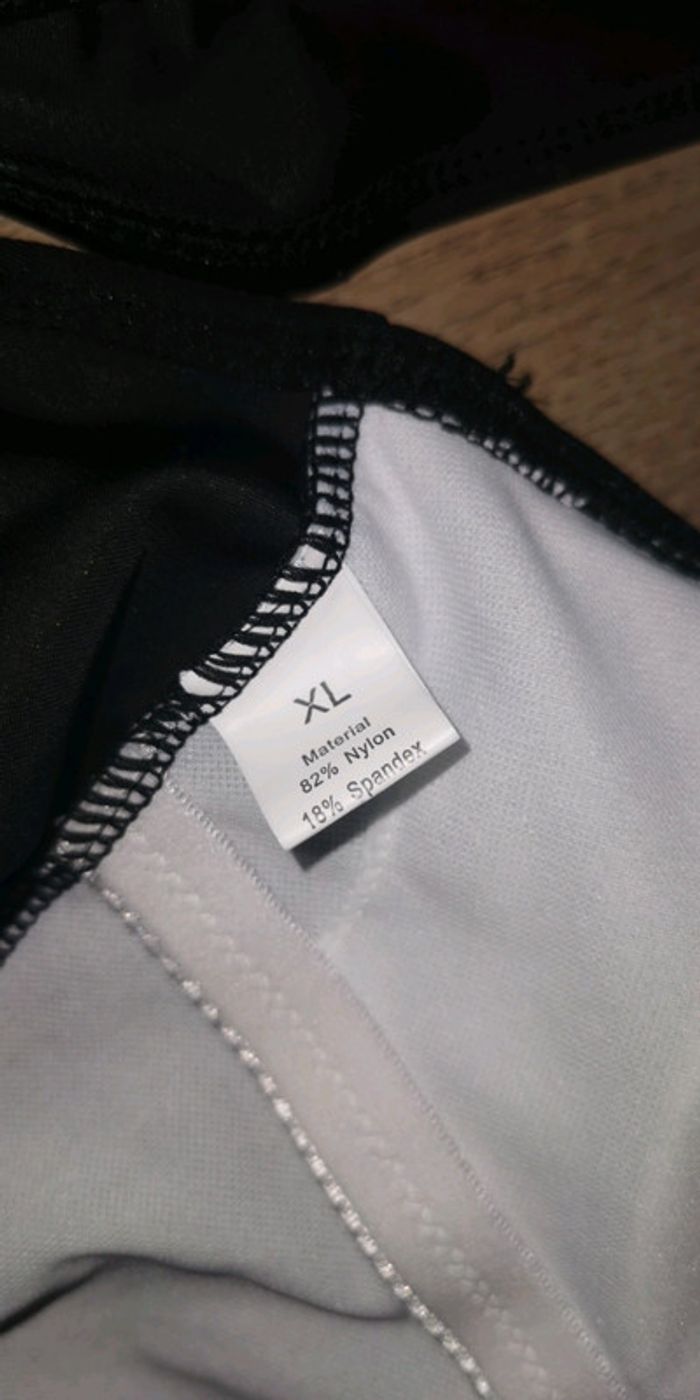 XL
Material
82% Nylon
18% Spandex